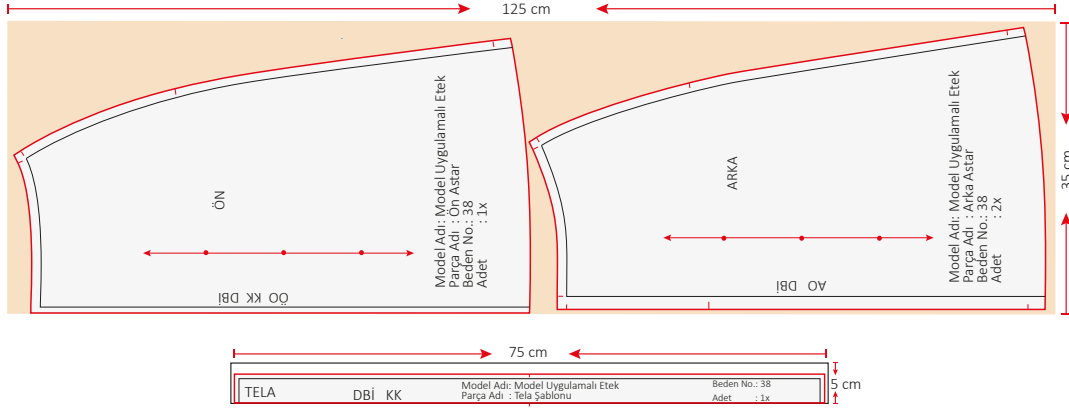 125 cm
ÖN
Model Adı: Model Uygulamalı Etek
Parça Adı : Ön Astar
Beden No.: 38
Adet : 1x
ÖO KK DBİ
ARKA
Model Adı: Model Uygulamalı Etek
Parça Adı : Arka Astar
Beden No.: 38
Adet : 2x
AO DBİ
35 cm
75 cm
TELA
DBİ KK
Model Adı: Model Uygulamalı Etek
Parça Adı : Tela Şablonu
Beden No.: 38
Adet : 1x
5 cm